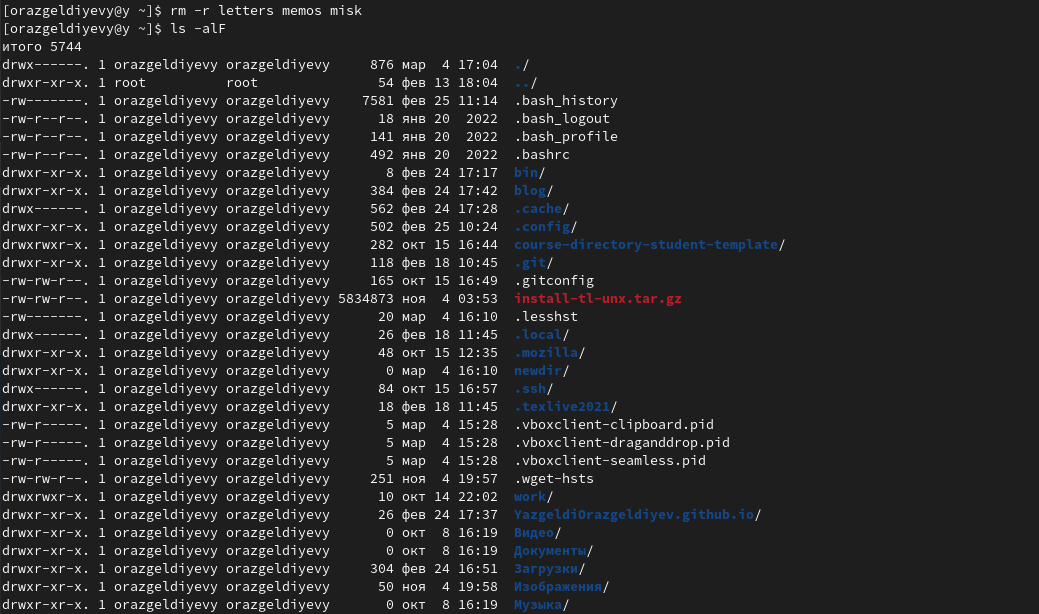 [orazgeldiyevy@y ~]$ rm -r letters memos misk
[orazgeldiyevy@y ~]$ ls -alF
итого 5744
drwx------. 1 orazgeldiyevy orazgeldiyevy     876 мар  4 17:04 ./
drwxr-xr-x. 1 root          root               54 фев 13 18:04 ../
-rw-------. 1 orazgeldiyevy orazgeldiyevy    7581 фев 25 11:14 .bash_history
-rw-r--r--. 1 orazgeldiyevy orazgeldiyevy      18 янв 20  2022 .bash_logout
-rw-r--r--. 1 orazgeldiyevy orazgeldiyevy     141 янв 20  2022 .bash_profile
-rw-r--r--. 1 orazgeldiyevy orazgeldiyevy     492 янв 20  2022 .bashrc
drwxr-xr-x. 1 orazgeldiyevy orazgeldiyevy       8 фев 24 17:17 bin/
drwxr-xr-x. 1 orazgeldiyevy orazgeldiyevy     384 фев 24 17:42 blog/
drwx------. 1 orazgeldiyevy orazgeldiyevy     562 фев 24 17:28 .cache/
drwxr-xr-x. 1 orazgeldiyevy orazgeldiyevy     502 фев 25 10:24 .config/
drwxrwxr-x. 1 orazgeldiyevy orazgeldiyevy     282 окт 15 16:44 course-directory-student-template/
drwxr-xr-x. 1 orazgeldiyevy orazgeldiyevy     118 фев 18 10:45 .git/
-rw-rw-r--. 1 orazgeldiyevy orazgeldiyevy     165 окт 15 16:49 .gitconfig
-rw-rw-r--. 1 orazgeldiyevy orazgeldiyevy 5834873 ноя  4 03:53 install-tl-unx.tar.gz
-rw-------. 1 orazgeldiyevy orazgeldiyevy      20 мар  4 16:10 .lesshst
drwx------. 1 orazgeldiyevy orazgeldiyevy      26 фев 18 11:45 .local/
drwxr-xr-x. 1 orazgeldiyevy orazgeldiyevy      48 окт 15 12:35 .mozilla/
drwxr-xr-x. 1 orazgeldiyevy orazgeldiyevy       0 мар  4 16:10 newdir/
drwx------. 1 orazgeldiyevy orazgeldiyevy      84 окт 15 16:57 .ssh/
drwxr-xr-x. 1 orazgeldiyevy orazgeldiyevy      18 фев 18 11:45 .texlive2021/
-rw-r-----. 1 orazgeldiyevy orazgeldiyevy       5 мар  4 15:28 .vboxclient-clipboard.pid
-rw-r-----. 1 orazgeldiyevy orazgeldiyevy       5 мар  4 15:28 .vboxclient-draganddrop.pid
-rw-r-----. 1 orazgeldiyevy orazgeldiyevy       5 мар  4 15:28 .vboxclient-seamless.pid
-rw-rw-r--. 1 orazgeldiyevy orazgeldiyevy     251 ноя  4 19:57 .wget-hsts
drwxrwxr-x. 1 orazgeldiyevy orazgeldiyevy      10 окт 14 22:02 work/
drwxr-xr-x. 1 orazgeldiyevy orazgeldiyevy      26 фев 24 17:37 YazgeldiOrazgeldiyev.github.io/
drwxr-xr-x. 1 orazgeldiyevy orazgeldiyevy       0 окт  8 16:19 Видео/
drwxr-xr-x. 1 orazgeldiyevy orazgeldiyevy       0 окт  8 16:19 Документы/
drwxr-xr-x. 1 orazgeldiyevy orazgeldiyevy     304 фев 24 16:51 Загрузки/
drwxr-xr-x. 1 orazgeldiyevy orazgeldiyevy      50 ноя  4 19:58 Изображения/
drwxr-xr-x. 1 orazgeldiyevy orazgeldiyevy       0 окт  8 16:19 Музыка/